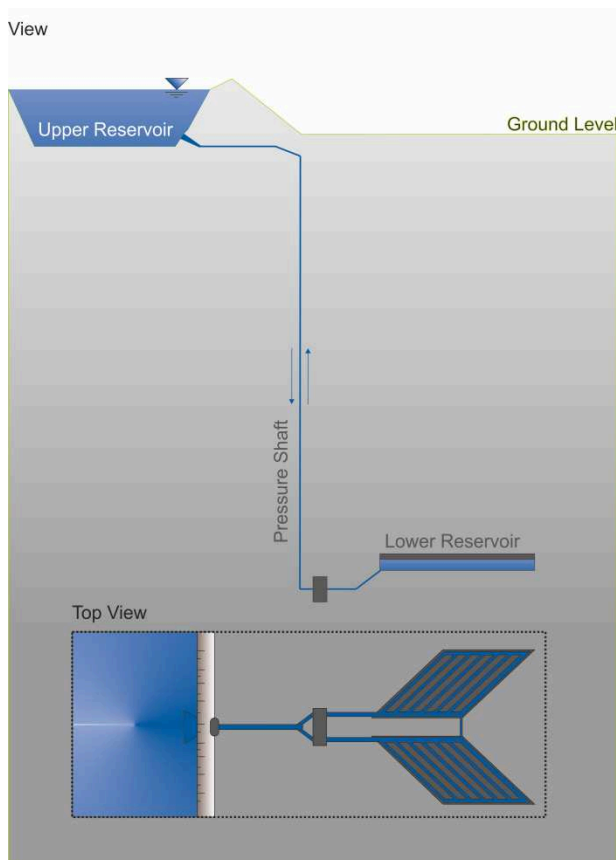 View
Upper Reservoir
Ground Level
Pressure Shaft
Lower Reservoir
Top View